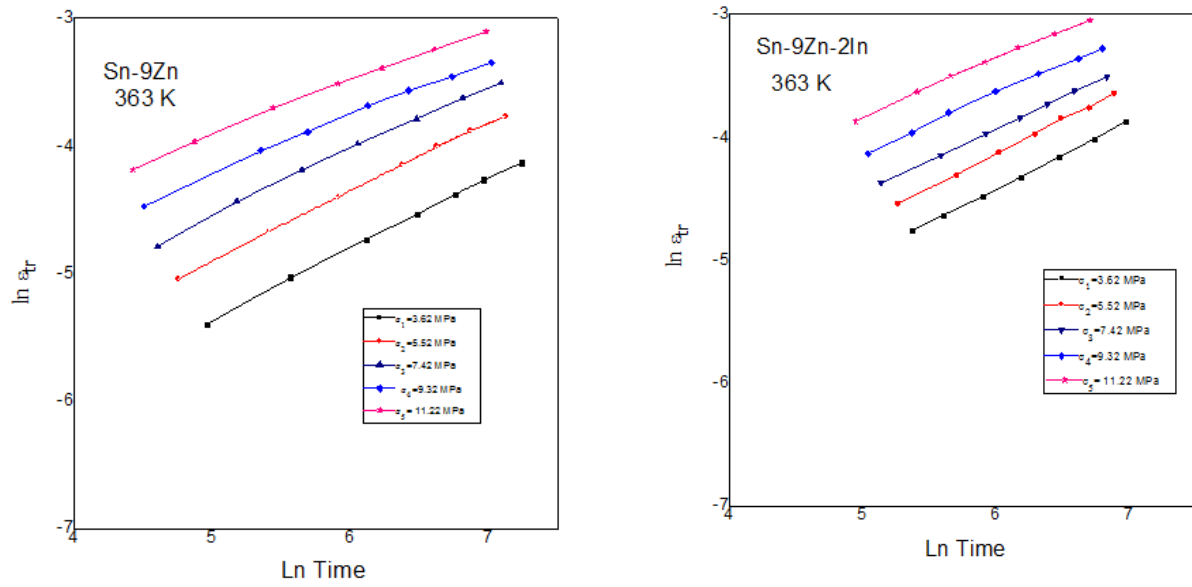 -3
-4
-5
-6
-7
4
5
6
7
ln εtr
Ln Time
Sn-9Zn
363 K
σ1=3.62 MPa
σ2=5.52 MPa
σ3=7.42 MPa
σ4=9.32 MPa
σ5= 11.22 MPa
-3
-4
-5
-6
-7
4
5
6
7
ln εtr
Ln Time
Sn-9Zn-2In
363 K
σ1=3.62 MPa
σ2=5.52 MPa
σ3=7.42 MPa
σ4=9.32 MPa
σ5= 11.22 MPa